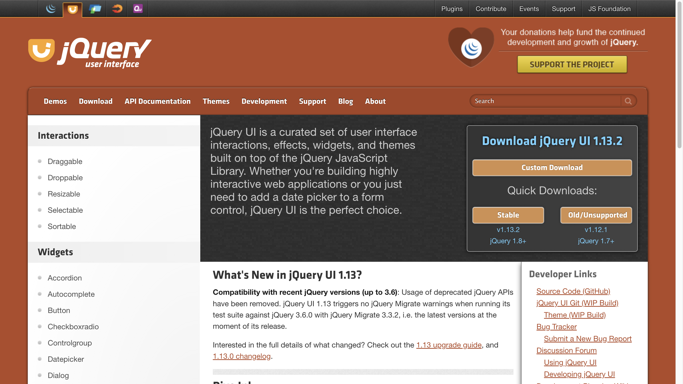 Plugins
Contribute
Events
Support
JS Foundation
jQuery
user interface
Your donations help fund the continued
development and growth of jQuery.
SUPPORT THE PROJECT
Demos
Download
API Documentation
Themes
Development
Support
Blog
About
Search
Interactions
Draggable
Droppable
Resizable
Selectable
Sortable
Widgets
Accordion
Autocomplete
Button
Checkboxradio
Controlgroup
Datepicker
Dialog
jQuery UI is a curated set of user interface
interactions, effects, widgets, and themes
built on top of the jQuery JavaScript
Library. Whether you're building highly
interactive web applications or you just
need to add a date picker to a form
control, jQuery UI is the perfect choice.
Download jQuery UI 1.13.2
Custom Download
Quick Downloads:
Stable
v1.13.2
jQuery 1.8+
Old/Unsupported
v1.12.1
jQuery 1.7+
What's New in jQuery UI 1.13?
Compatibility with recent jQuery versions (up to 3.6): Usage of deprecated jQuery APIs
have been removed. jQuery UI 1.13 triggers no jQuery Migrate warnings when running its
test suite against jQuery 3.6.0 with jQuery Migrate 3.3.2, i.e. the latest versions at the
moment of its release.
Interested in the full details of what changed? Check out the 1.13 upgrade guide, and
1.13.0 changelog.
Developer Links
Source Code (GitHub)
jQuery UI Git (WIP Build)
Theme (WIP Build)
Bug Tracker
Submit a New Bug Report
Discussion Forum
Using jQuery UI
Developing jQuery UI